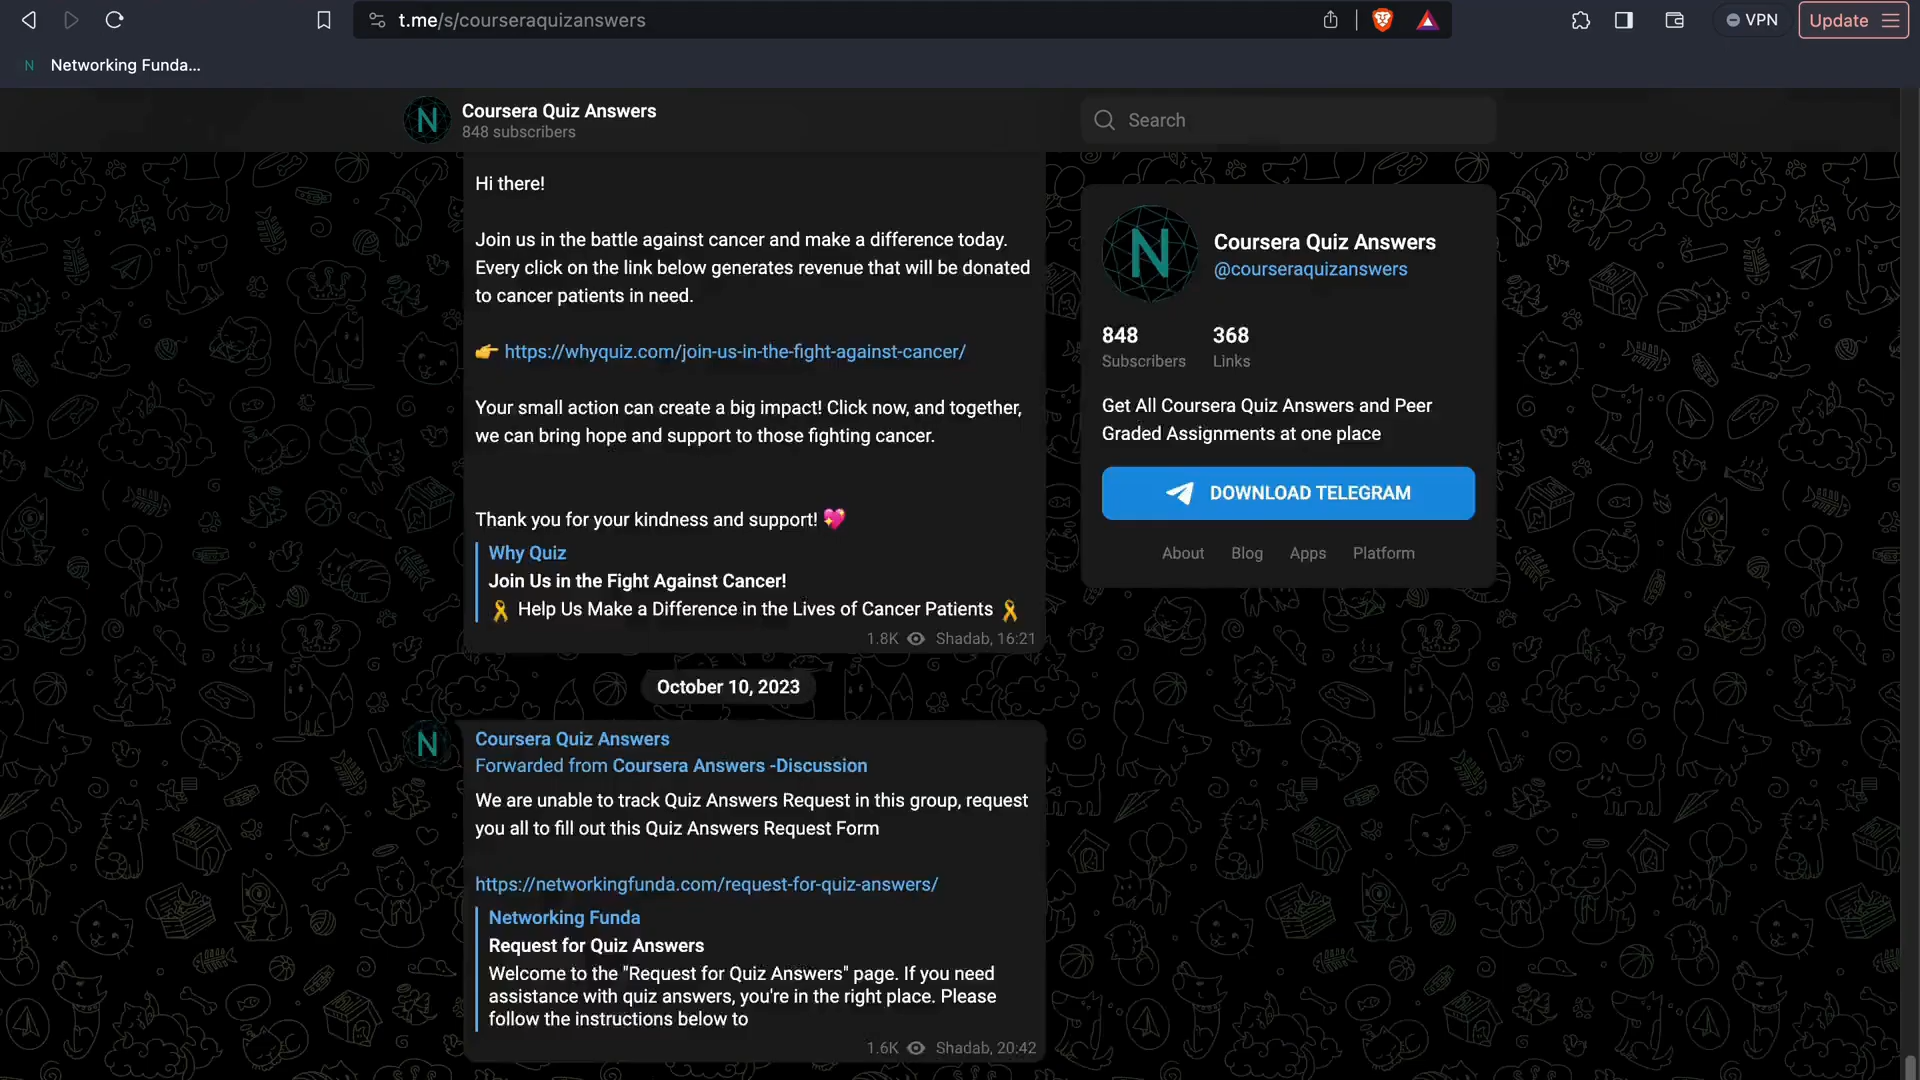 t.me/s/courseraquizanswers
VPN
Update
N
Networking Funda...
N
Coursera Quiz Answers
848 subscribers
Search
Hi there!
Join us in the battle against cancer and make a difference today.
Every click on the link below generates revenue that will be donated
to cancer patients in need.
👉 https://whyquiz.com/join-us-in-the-fight-against-cancer/
Your small action can create a big impact! Click now, and together,
we can bring hope and support to those fighting cancer.
Thank you for your kindness and support! 💖
Why Quiz
Join Us in the Fight Against Cancer!
🎗 Help Us Make a Difference in the Lives of Cancer Patients 🎗
1.8K Shadab, 16:21
October 10, 2023
N
Coursera Quiz Answers
Forwarded from Coursera Answers -Discussion
We are unable to track Quiz Answers Request in this group, request
you all to fill out this Quiz Answers Request Form
https://networkingfunda.com/request-for-quiz-answers/
Networking Funda
Request for Quiz Answers
Welcome to the "Request for Quiz Answers" page. If you need
assistance with quiz answers, you're in the right place. Please
follow the instructions below to
1.6K Shadab, 20:42
N
Coursera Quiz Answers
@courseraquizanswers
848 368
Subscribers Links
Get All Coursera Quiz Answers and Peer
Graded Assignments at one place
DOWNLOAD TELEGRAM
About Blog Apps Platform